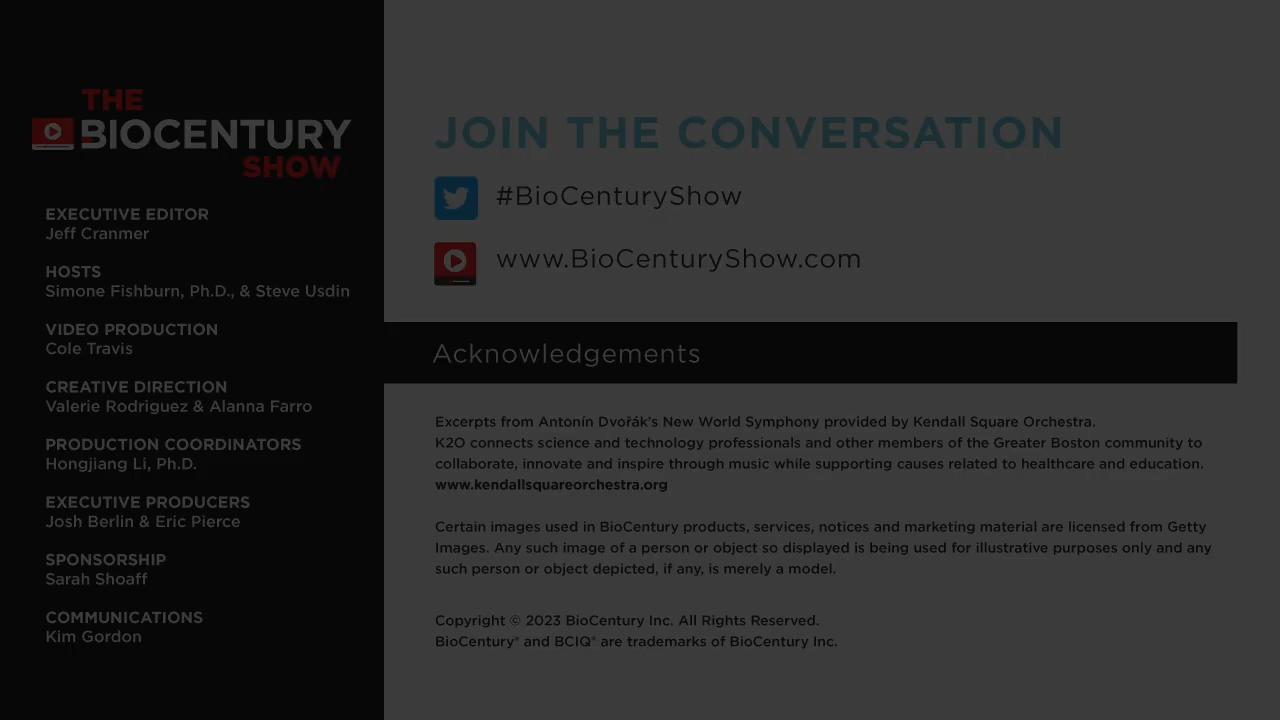 THE
BIOCENTURY
SHOW
EXECUTIVE EDITOR
Jeff Cranmer
HOSTS
Simone Fishburn, Ph.D., & Steve Usdin
VIDEO PRODUCTION
Cole Travis
CREATIVE DIRECTION
Valerie Rodriguez & Alanna Farro
PRODUCTION COORDINATORS
Hongjiang Li, Ph.D.
EXECUTIVE PRODUCERS
Josh Berlin & Eric Pierce
SPONSORSHIP
Sarah Shoaff
COMMUNICATIONS
Kim Gordon
JOIN THE CONVERSATION
#BioCenturyShow
www.BioCenturyShow.com
Acknowledgements
Excerpts from Antonín Dvořák's New World Symphony provided by Kendall Square Orchestra.
K2O connects science and technology professionals and other members of the Greater Boston community to
collaborate, innovate and inspire through music while supporting causes related to healthcare and education.
www.kendallsquareorchestra.org
Certain images used in BioCentury products, services, notices and marketing material are licensed from Getty
Images. Any such image of a person or object so displayed is being used for illustrative purposes only and any
such person or object depicted, if any, is merely a model.
Copyright © 2023 BioCentury Inc. All Rights Reserved.
BioCentury® and BCIQ® are trademarks of BioCentury Inc.